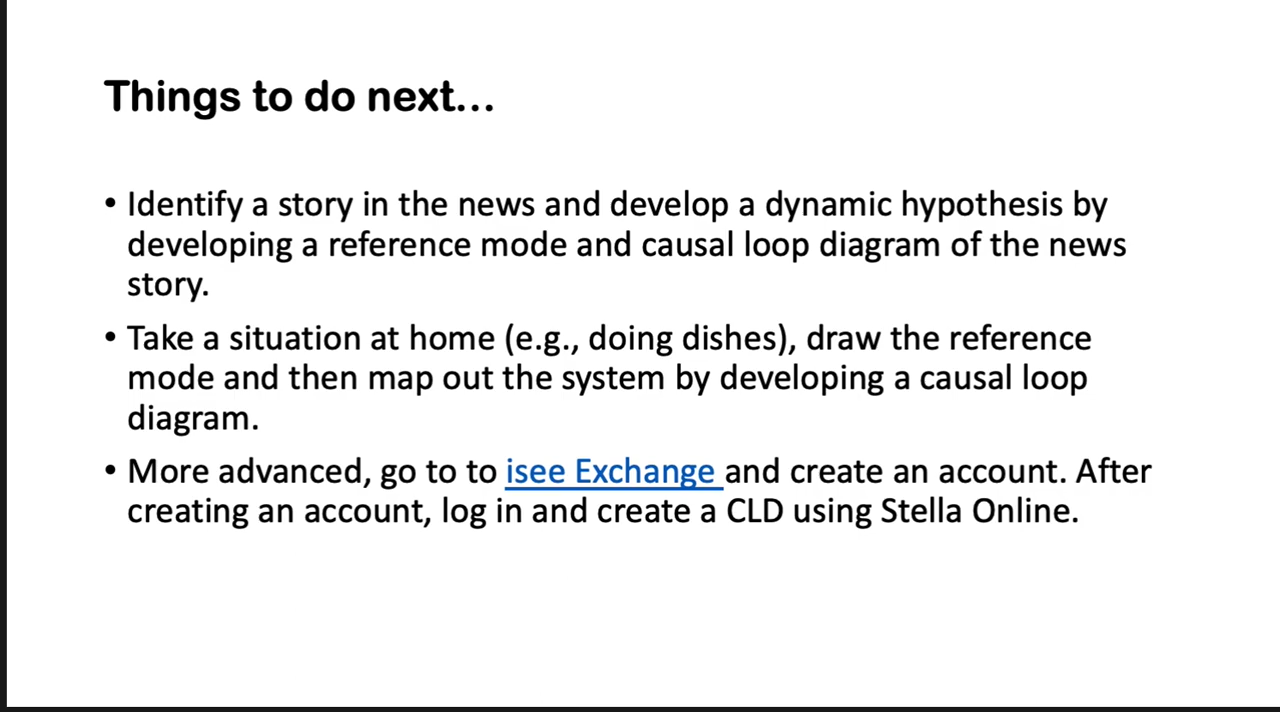 Things to do next...
• Identify a story in the news and develop a dynamic hypothesis by
developing a reference mode and causal loop diagram of the news
story.
• Take a situation at home (e.g., doing dishes), draw the reference
mode and then map out the system by developing a causal loop
diagram.
• More advanced, go to to isee Exchange and create an account. After
creating an account, log in and create a CLD using Stella Online.